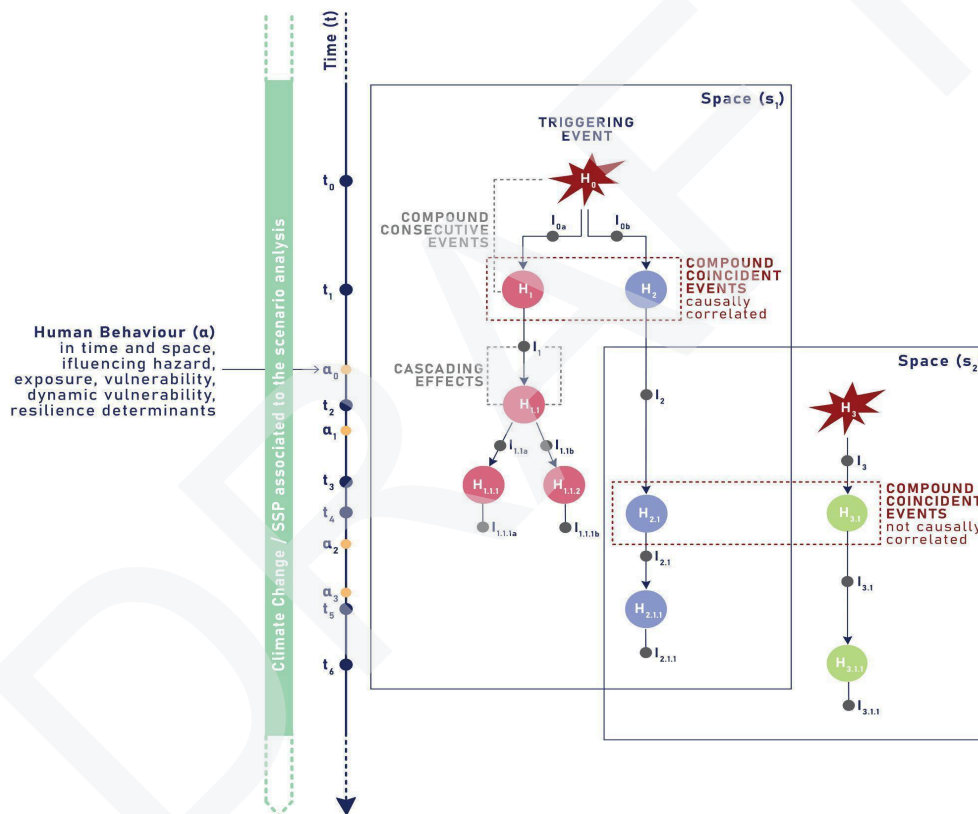 Time (t)
Climate Change / SSP associated to the scenario analysis
Human Behaviour (α)
in time and space,
ifluencing hazard,
exposure, vulnerability,
dynamic vulnerability,
resilience determinants
t0
t1
α0
t2
α1
t3
t4
α2
α3
t5
t6
Space (s1)
TRIGGERING
EVENT
H0
I0a
I0b
COMPOUND
CONSECUTIVE
EVENTS
H1
H2
COMPOUND
COINCIDENT
EVENTS
causally
correlated
I1
CASCADING
EFFECTS
H1.1
I1.1a
I1.1b
H1.1.1
H1.1.2
I1.1.1a
I1.1.1b
I2
H2.1
I2.1
H2.1.1
I2.1.1
Space (s2
H3
I3
H3.1
COMPOUND
COINCIDENT
EVENTS
not causally
correlated
I3.1
H3.1.1
I3.1.1
DRAFT